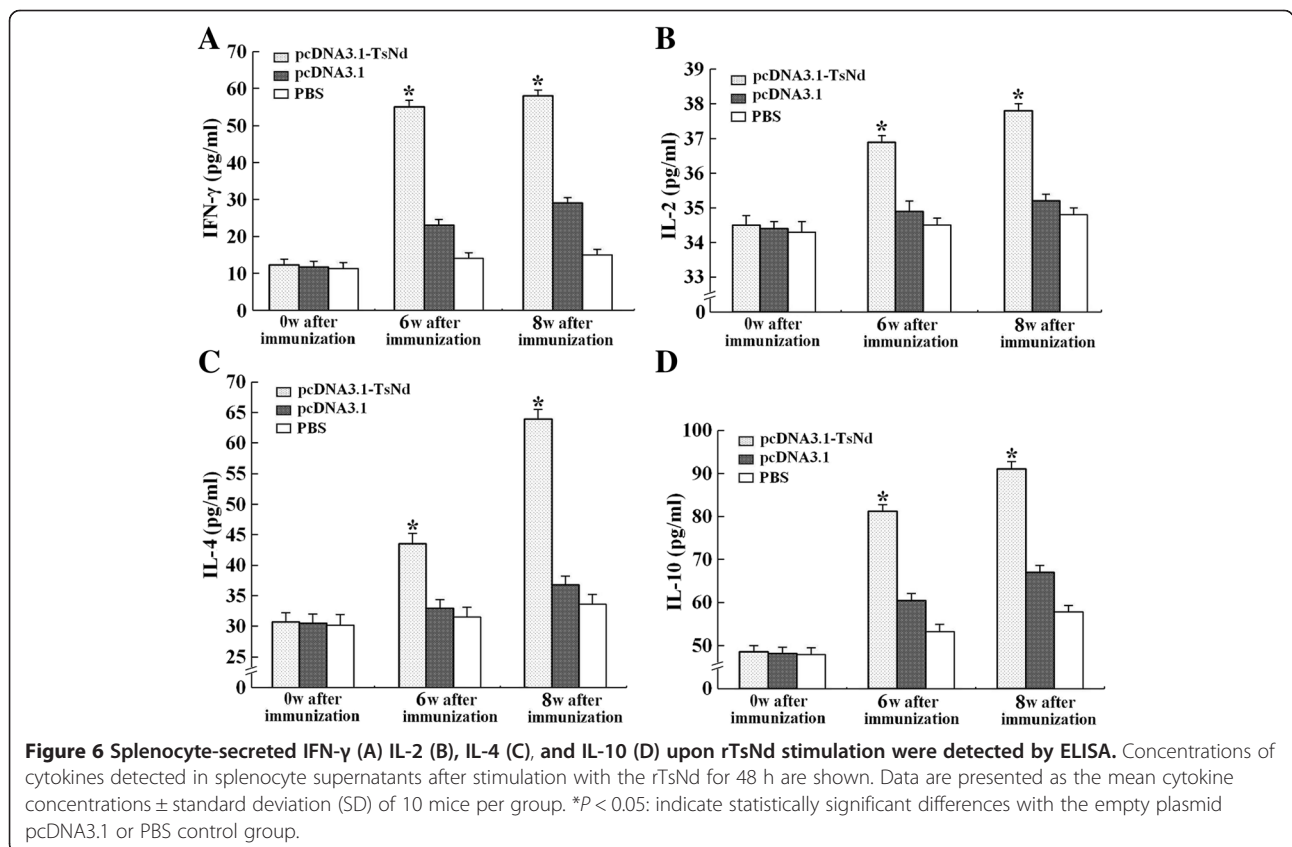 A
pcDNA3.1-TsNd
pcDNA3.1
PBS
IFN-γ (pg/ml)
70
60
50
40
30
20
10
0
*
*
0w after immunization
6w after immunization
8w after immunization
B
pcDNA3.1-TsNd
pcDNA3.1
PBS
IL-2 (pg/ml)
39
38
37
36
35
34
33
0
*
*
0w after immunization
6w after immunization
8w after immunization
C
pcDNA3.1-TsNd
pcDNA3.1
PBS
IL-4 (pg/ml)
70
65
60
55
50
45
40
35
30
25
0
*
*
0w after immunization
6w after immunization
8w after immunization
D
pcDNA3.1-TsNd
pcDNA3.1
PBS
IL-10 (pg/ml)
100
90
80
70
60
50
0
*
*
0w after immunization
6w after immunization
8w after immunization
Figure 6 Splenocyte-secreted IFN-γ (A) IL-2 (B), IL-4 (C), and IL-10 (D) upon rTsNd stimulation were detected by ELISA. Concentrations of
cytokines detected in splenocyte supernatants after stimulation with the rTsNd for 48 h are shown. Data are presented as the mean cytokine
concentrations ± standard deviation (SD) of 10 mice per group. *P < 0.05: indicate statistically significant differences with the empty plasmid
pcDNA3.1 or PBS control group.